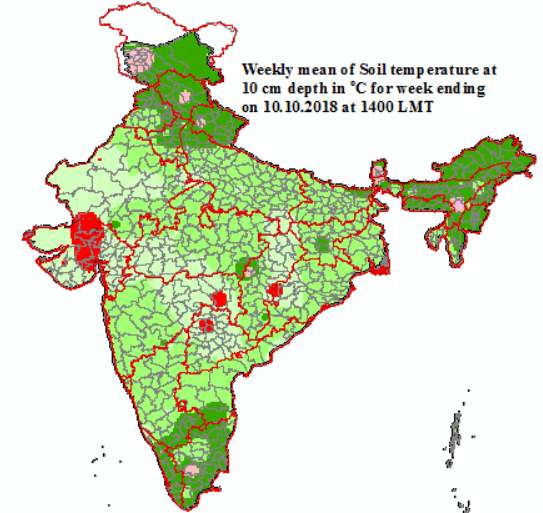 Weekly mean of Soil temperature at
10 cm depth in °C for week ending
on 10.10.2018 at 1400 LMT